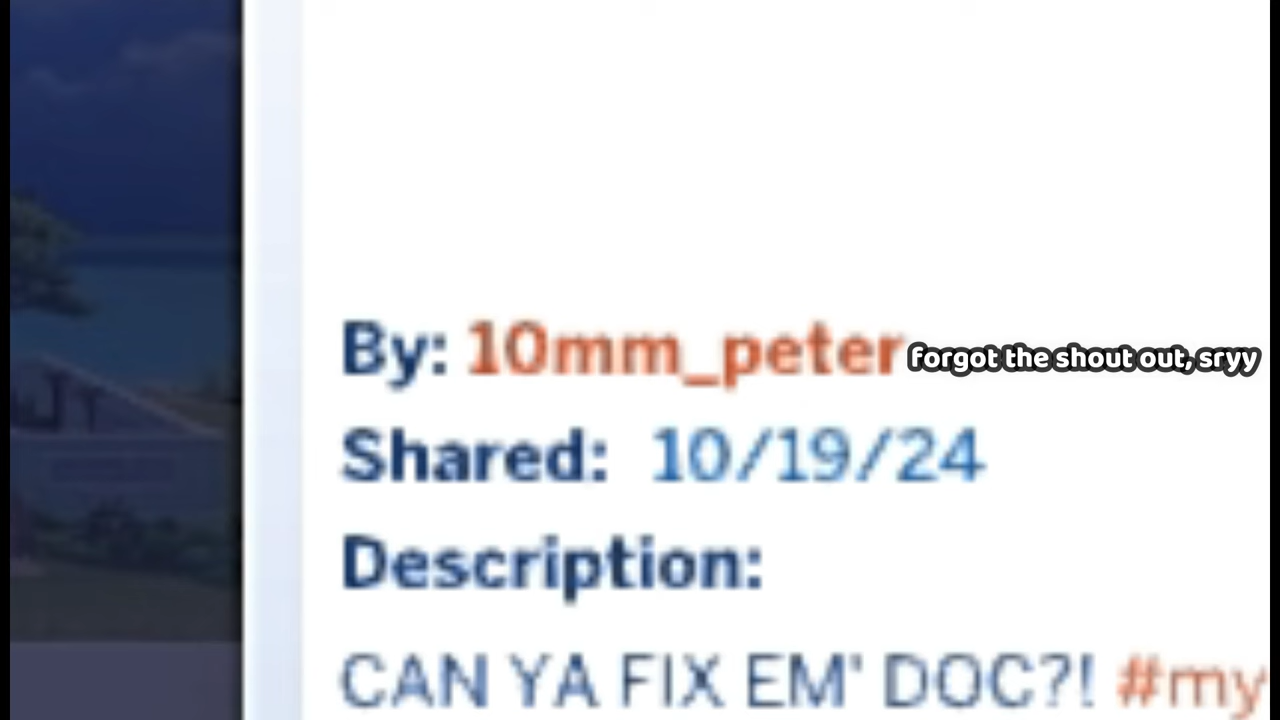 By: 10mm_peter forgot the shout out, sryy
Shared: 10/19/24
Description:
CAN YA FIX EM' DOC?! #my